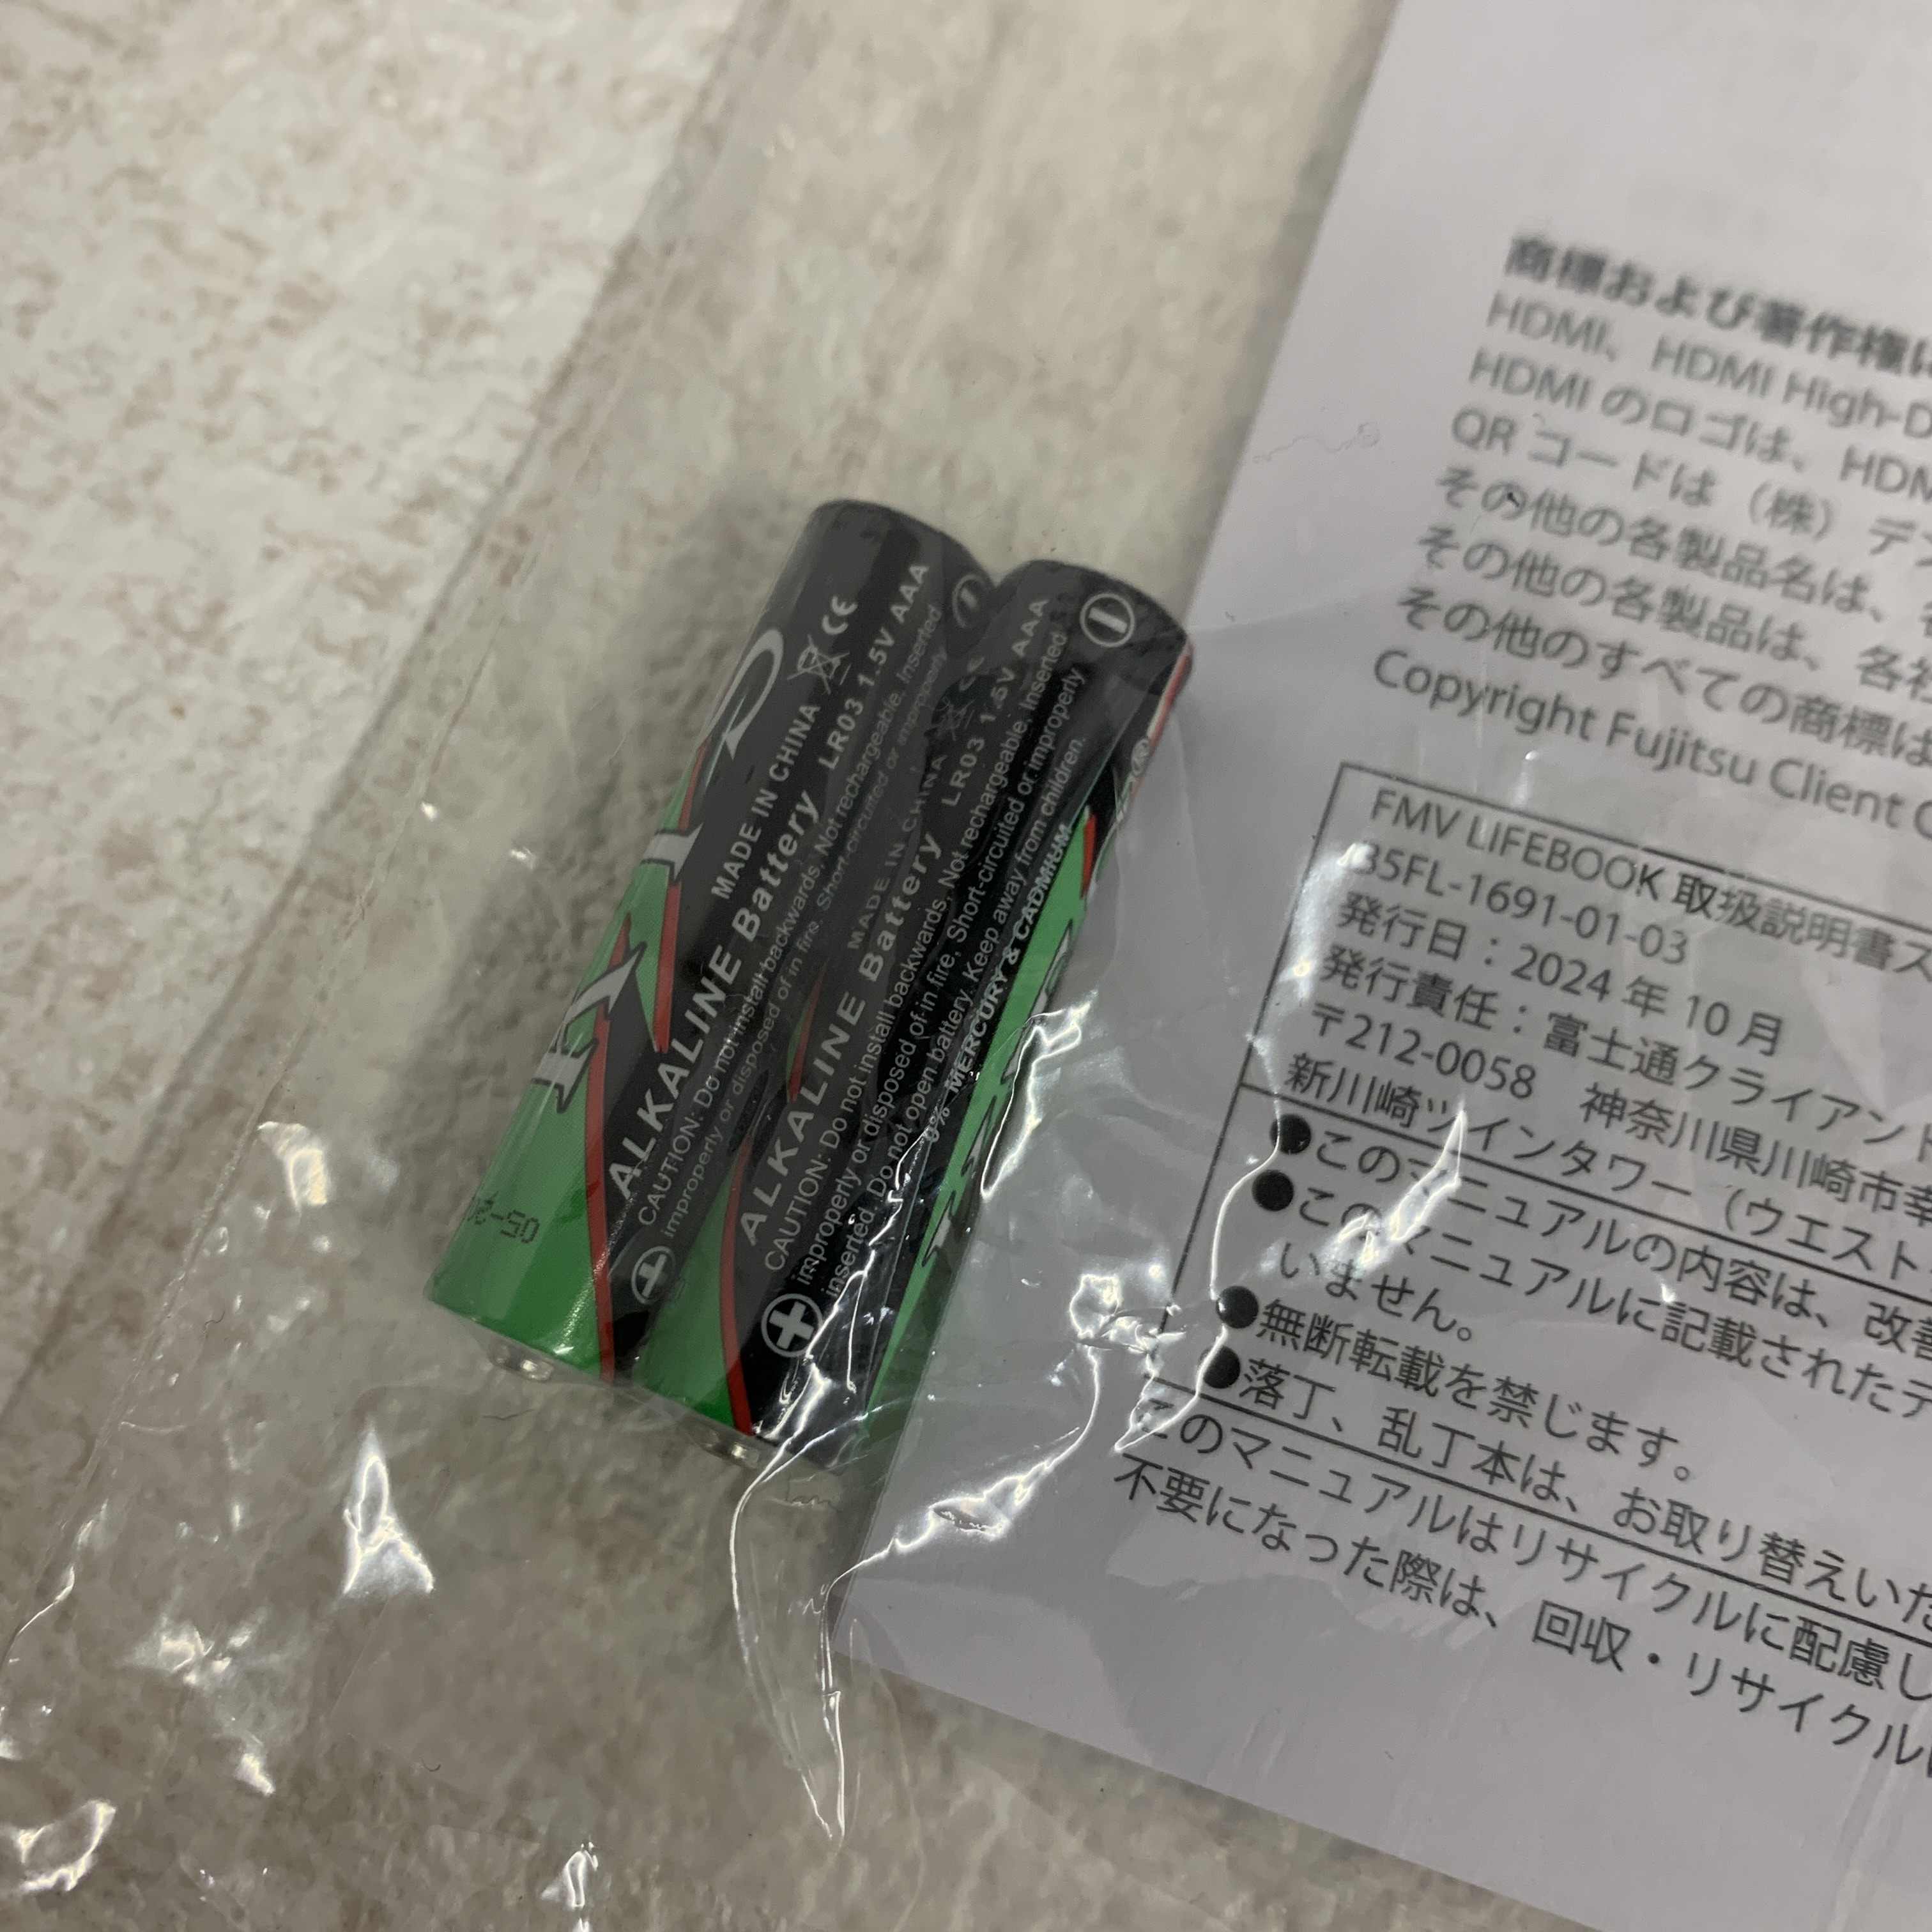 MADE IN CHINA CE
ALKALINE Battery LR03 1.5V AAA
CAUTION: Do not install backwards. Not rechargeable. Inserted
improperly or disposed of in fire. Short-circuited or improperly
MADE IN CHINA
ALKALINE Battery LR03 1.5V AAA
CAUTION: Do not install backwards. Not rechargeable. Inserted
improperly or disposed of in fire, Short-circuited or improperly
inserted. Do not open battery. Keep away from children.
0% MERCURY & CADMIUM
商標および著作権に
HDMI、HDMI High-D
HDMI のロゴは、HDM
QR コードは(株)デン
その他の各製品名は、
その他の各製品は、各社
その他のすべての商標は
Copyright Fujitsu Client
FMV LIFEBOOK 取扱説明書ス
B5FL-1691-01-03
発行日:2024 年 10 月
発行責任:富士通クライアント
〒212-0058 神奈川県川崎市幸
新川崎ツインタワー(ウエスト
●このマニュアルの内容は、改善
●このマニュアルに記載されたデ
いません。
●無断転載を禁じます。
●落丁、乱丁本は、お取り替えいた
このマニュアルはリサイクルに配慮し
不要になった際は、回収・リサイクルに